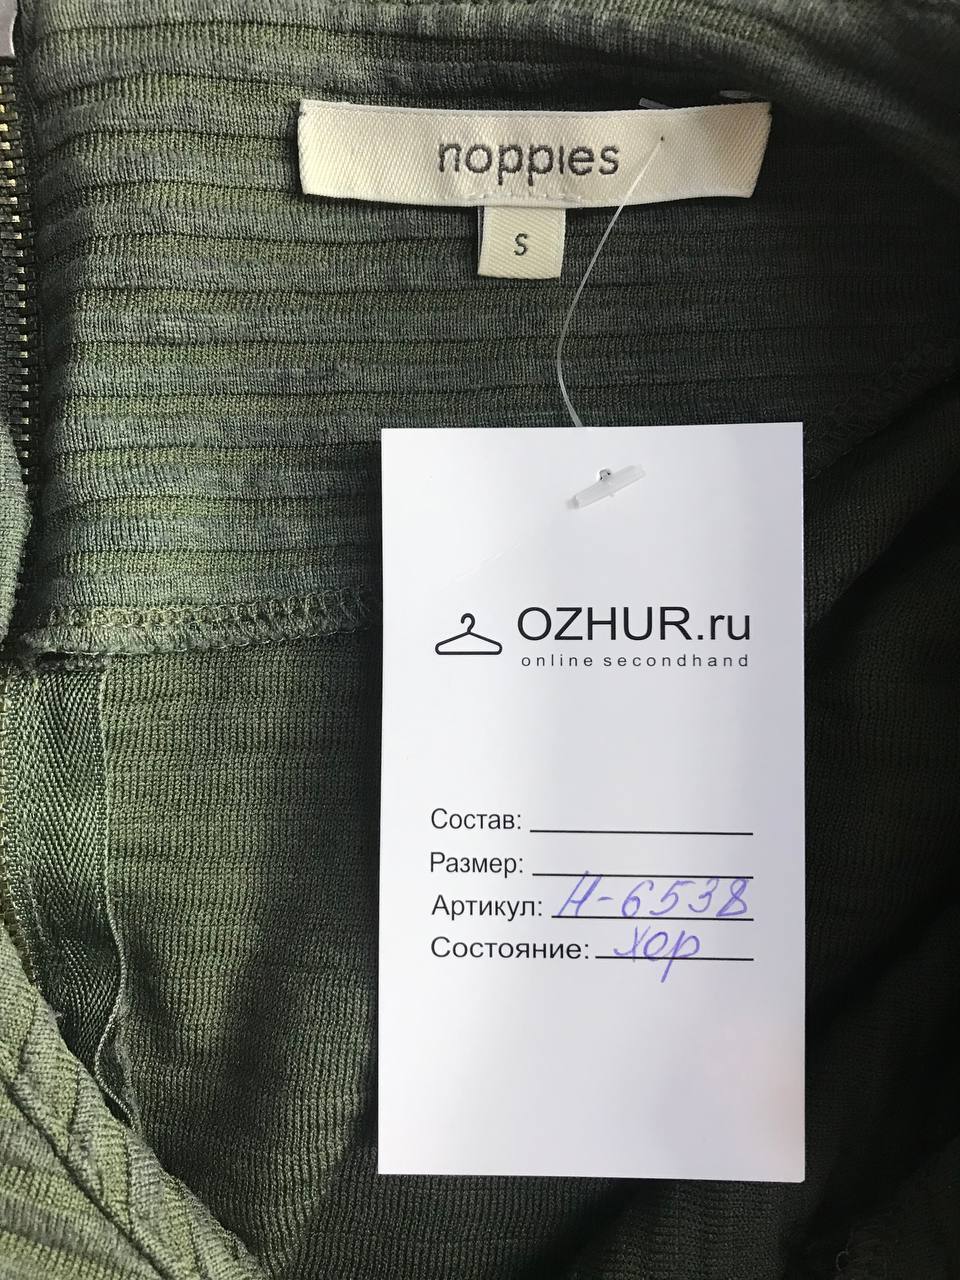 noppies
S
OZHUR.ru
online secondhand
Состав:
Размер:
Артикул: Н-6538
Состояние: хор